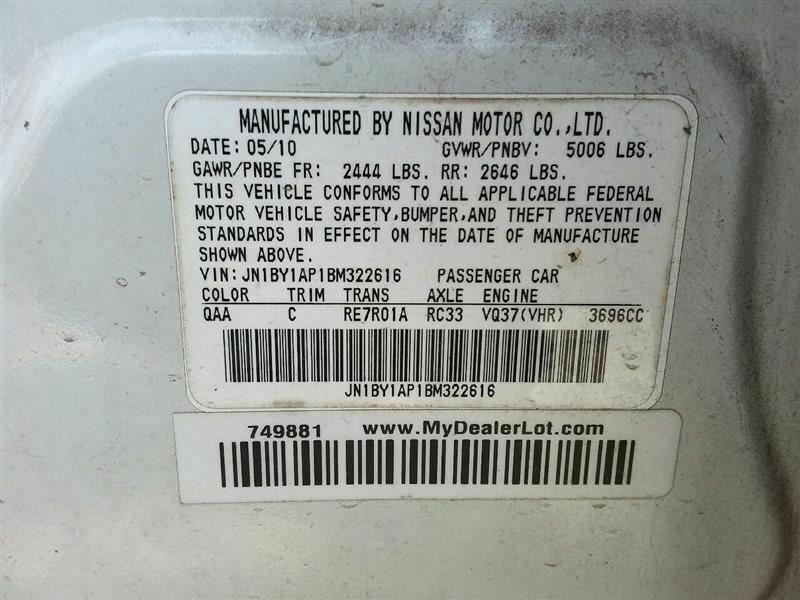 MANUFACTURED BY NISSAN MOTOR CO.,LTD.
DATE: 05/10 GVWR/PNBV: 5006 LBS.
GAWR/PNBE FR: 2444 LBS. RR: 2646 LBS.
THIS VEHICLE CONFORMS TO ALL APPLICABLE FEDERAL
MOTOR VEHICLE SAFETY,BUMPER,AND THEFT PREVENTION
STANDARDS IN EFFECT ON THE DATE OF MANUFACTURE
SHOWN ABOVE.
VIN: JN1BY1AP1BM322616 PASSENGER CAR
COLOR TRIM TRANS AXLE ENGINE
QAA C RE7R01A RC33 VQ37(VHR) 3696CC
JN1BY1AP1BM322616
749881 www.MyDealerLot.com